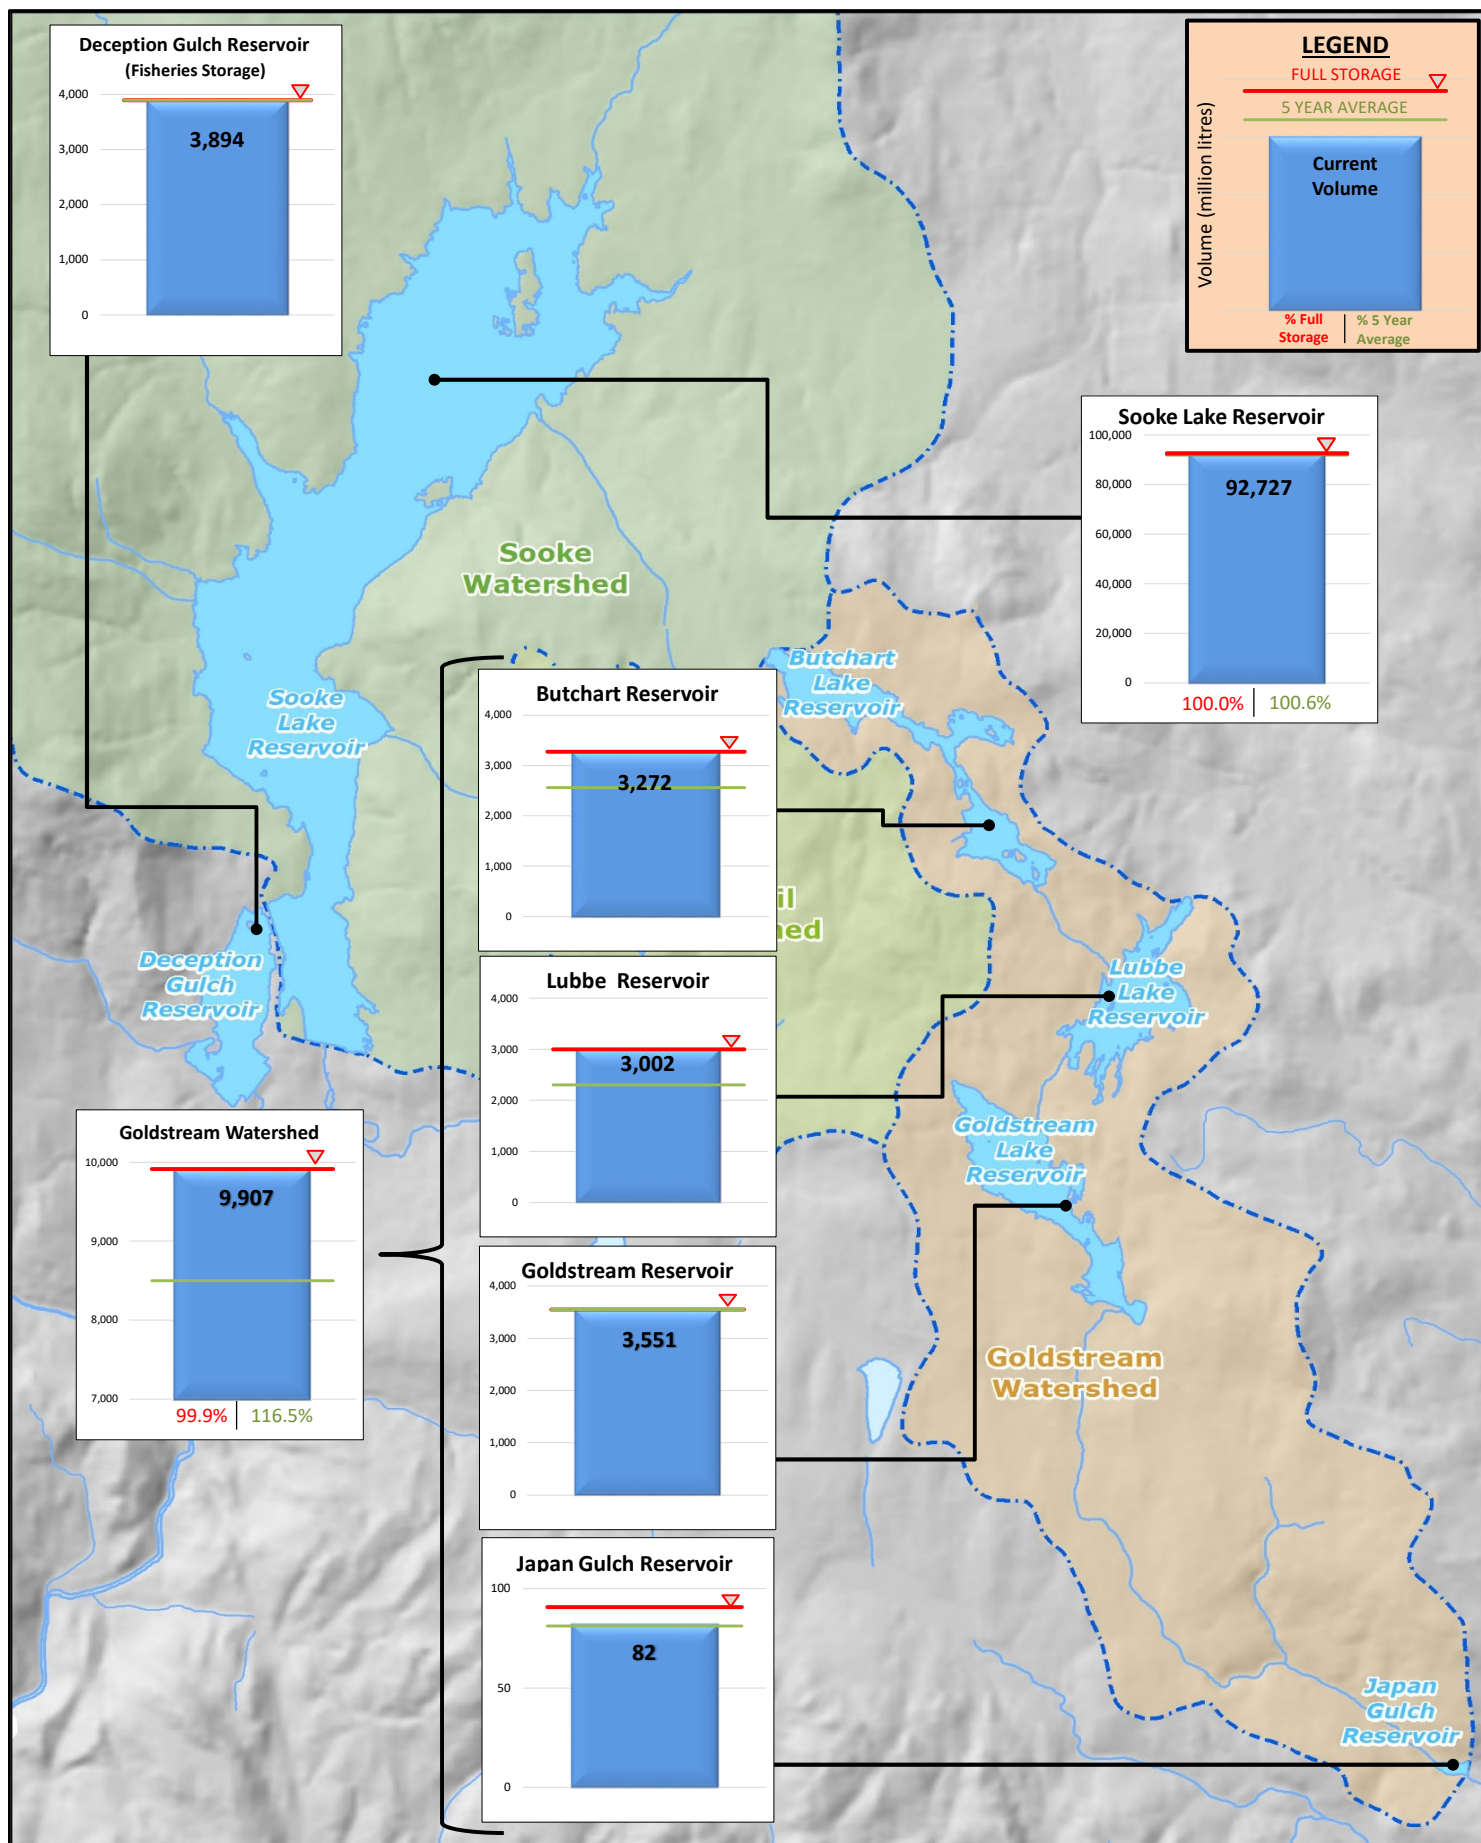 Deception Gulch Reservoir
(Fisheries Storage)
4,000
3,000
2,000
1,000
0
3,894
LEGEND
FULL STORAGE
5 YEAR AVERAGE
Volume (million litres)
Current
Volume
% Full
Storage
% 5 Year
Average
Sooke Lake Reservoir
100,000
80,000
60,000
40,000
20,000
0
92,727
100.0%
100.6%
Sooke
Watershed
Sooke
Lake
Reservoir
Butchart
Lake
Reservoir
Butchart Reservoir
4,000
3,000
2,000
1,000
0
3,272
il
hed
Deception
Gulch
Reservoir
Lubbe
Lake
Reservoir
Lubbe Reservoir
4,000
3,000
2,000
1,000
0
3,002
Goldstream
Lake
Reservoir
Goldstream Watershed
10,000
9,000
8,000
7,000
9,907
99.9%
116.5%
Goldstream Reservoir
4,000
3,000
2,000
1,000
0
3,551
Goldstream
Watershed
Japan Gulch Reservoir
100
50
0
82
Japan
Gulch
Reservoir